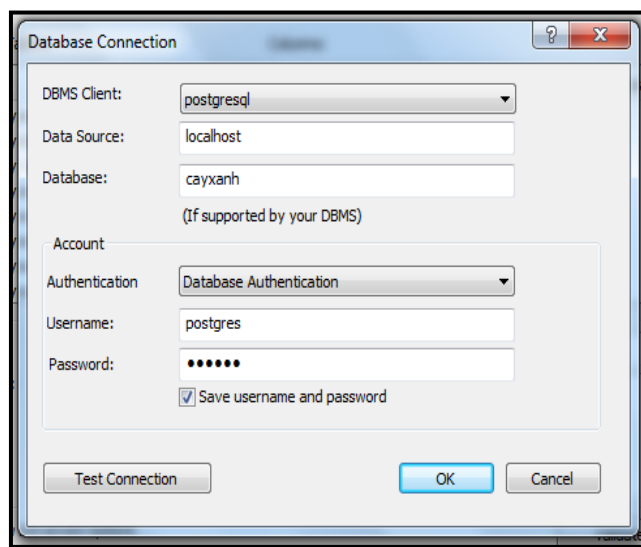 Database Connection
DBMS Client:
postgresql
Data Source:
localhost
Database:
cayxanh
(If supported by your DBMS)
Account
Authentication
Database Authentication
Username:
postgres
Password:
••••••
Save username and password
Test Connection
OK
Cancel